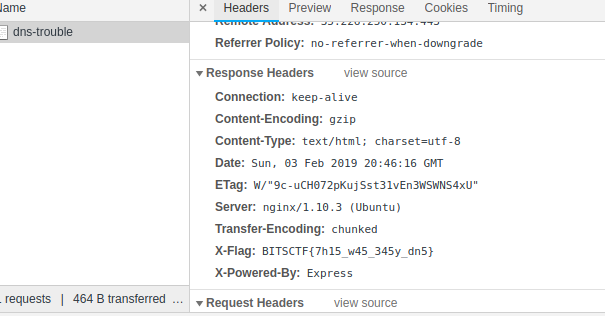 Name
× Headers Preview Response Cookies Timing
dns-trouble
Referrer Policy: no-referrer-when-downgrade
Response Headers view source
Connection: keep-alive
Content-Encoding: gzip
Content-Type: text/html; charset=utf-8
Date: Sun, 03 Feb 2019 20:46:16 GMT
ETag: W/"9c-uCH072pKujSst31vEn3WSWNS4xU"
Server: nginx/1.10.3 (Ubuntu)
Transfer-Encoding: chunked
X-Flag: BITSCTF{7h15_w45_345y_dn5}
X-Powered-By: Express
requests | 464 B transferred ...
Request Headers view source